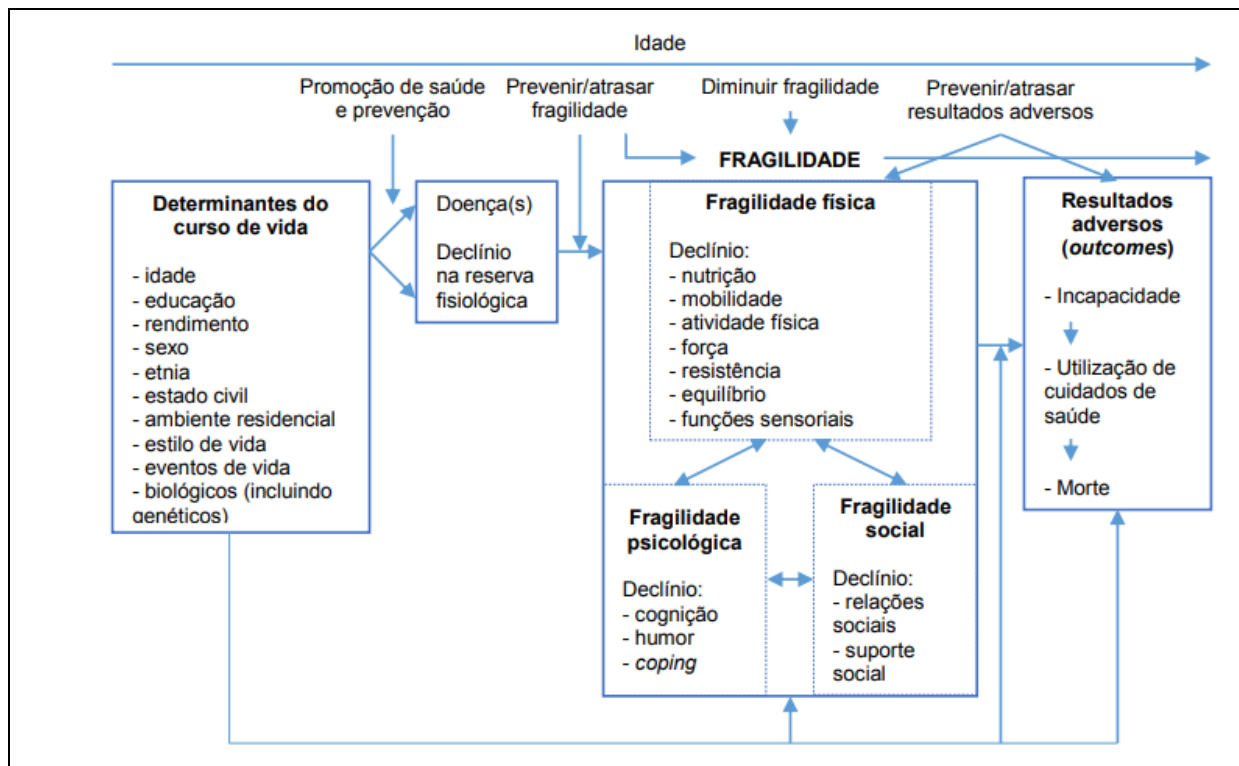 Idade
Promoção de saúde
e prevenção
Prevenir/atrasar
fragilidade
Diminuir fragilidade
Prevenir/atrasar
resultados adversos
FRAGILIDADE
Determinantes do
curso de vida
- idade
- educação
- rendimento
- sexo
- etnia
- estado civil
- ambiente residencial
- estilo de vida
- eventos de vida
- biológicos (incluindo
genéticos)
Doença(s)
Declínio
na reserva
fisiológica
Fragilidade física
Declínio:
- nutrição
- mobilidade
- atividade física
- força
- resistência
- equilíbrio
- funções sensoriais
Fragilidade
psicológica
Declínio:
- cognição
- humor
- coping
Fragilidade
social
Declínio:
- relações
sociais
- suporte
social
Resultados
adversos
(outcomes)
- Incapacidade
- Utilização de
cuidados de
saúde
- Morte